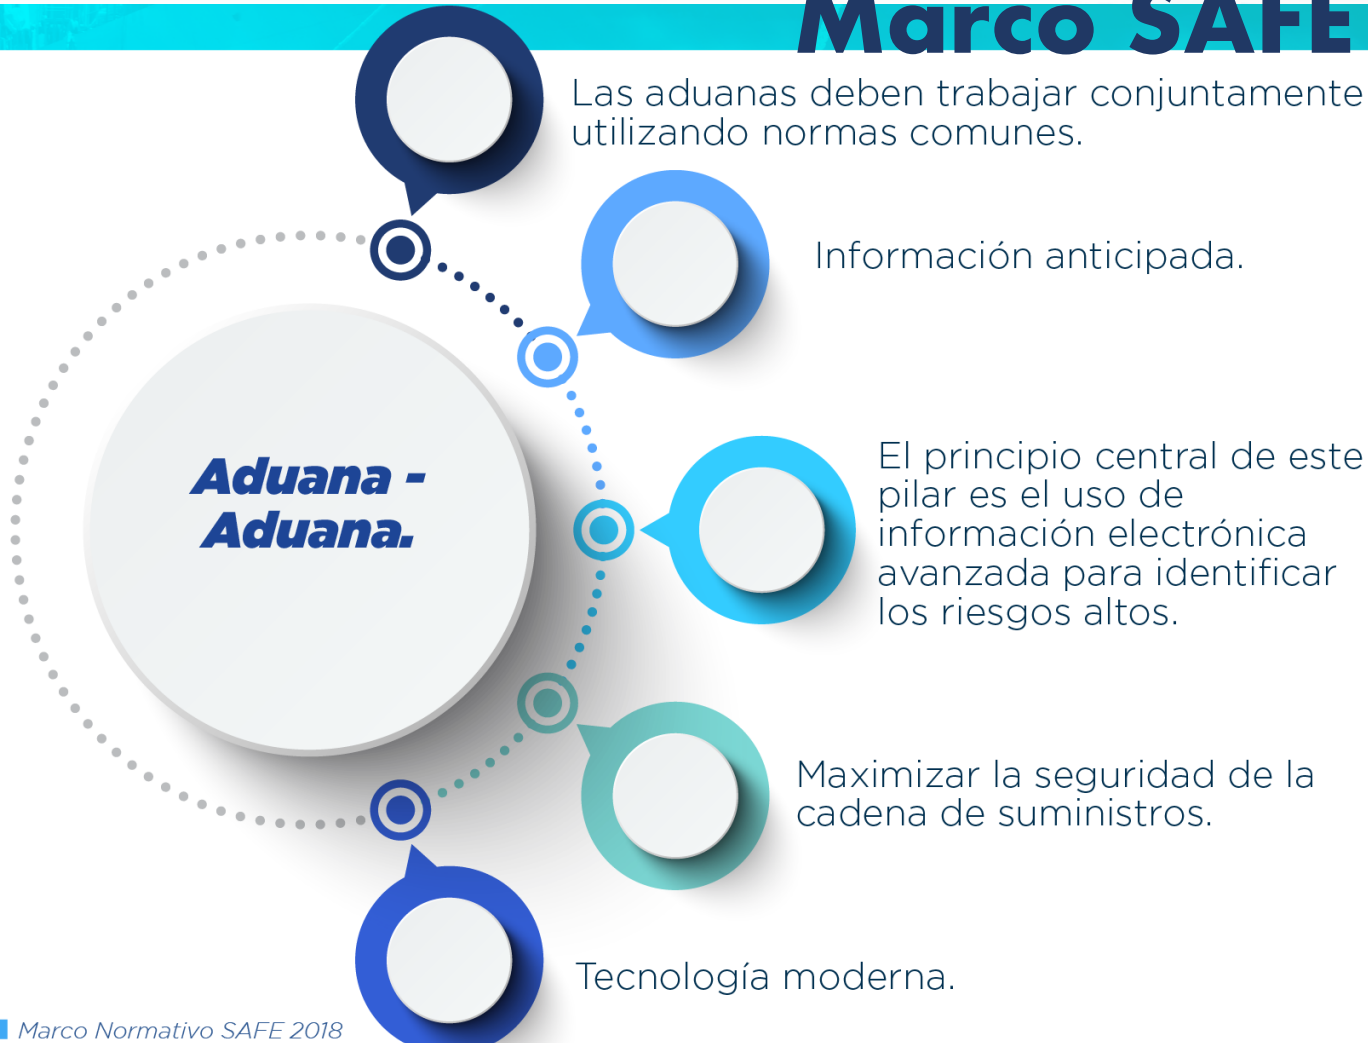 Marco SAFE
Las aduanas deben trabajar conjuntamente
utilizando normas comunes.
Información anticipada.
El principio central de este
pilar es el uso de
información electrónica
avanzada para identificar
los riesgos altos.
Aduana -
Aduana.
Maximizar la seguridad de la
cadena de suministros.
Tecnología moderna.
Marco Normativo SAFE 2018